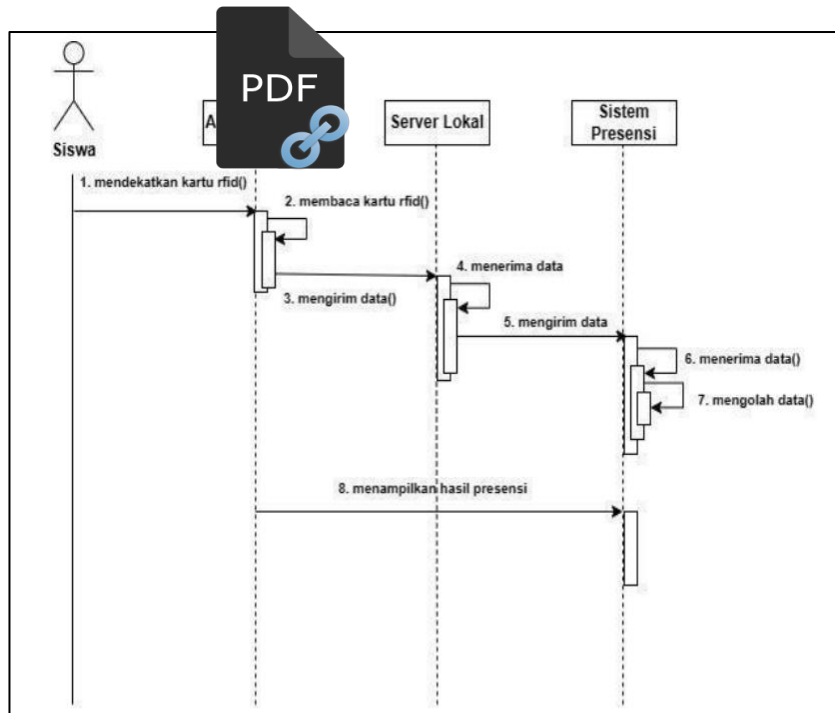 PDF
Siswa
A
Server Lokal
Sistem
Presensi
1. mendekatkan kartu rfid()
2. membaca kartu rfid()
3. mengirim data()
4. menerima data
5. mengirim data
6. menerima data()
7. mengolah data()
8. menampilkan hasil presensi